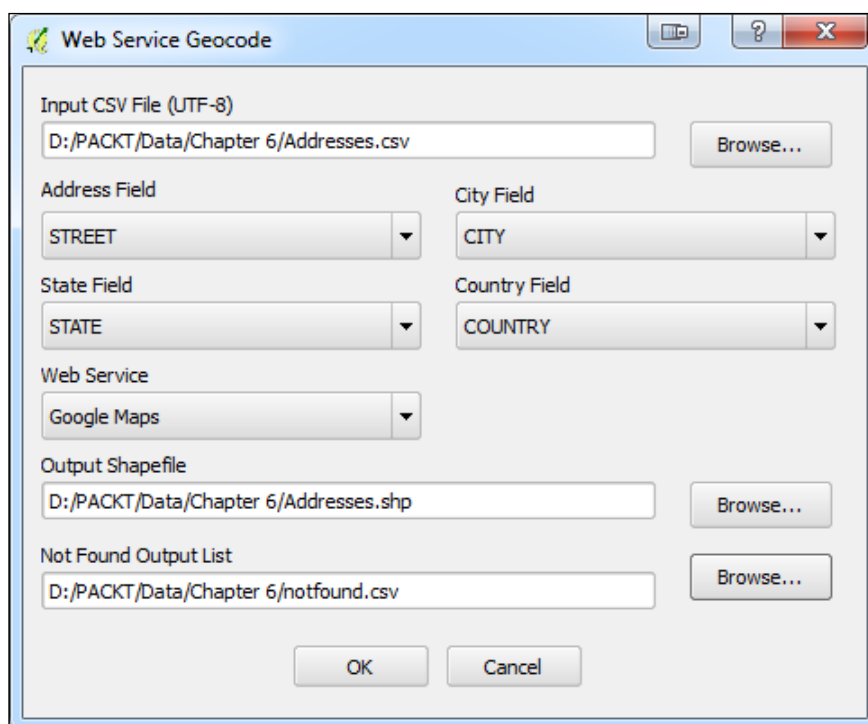 Web Service Geocode
Input CSV File (UTF-8)
D:/PACKT/Data/Chapter 6/Addresses.csv
Browse...
Address Field
City Field
STREET
CITY
State Field
Country Field
STATE
COUNTRY
Web Service
Google Maps
Output Shapefile
D:/PACKT/Data/Chapter 6/Addresses.shp
Browse...
Not Found Output List
D:/PACKT/Data/Chapter 6/notfound.csv
Browse...
OK
Cancel